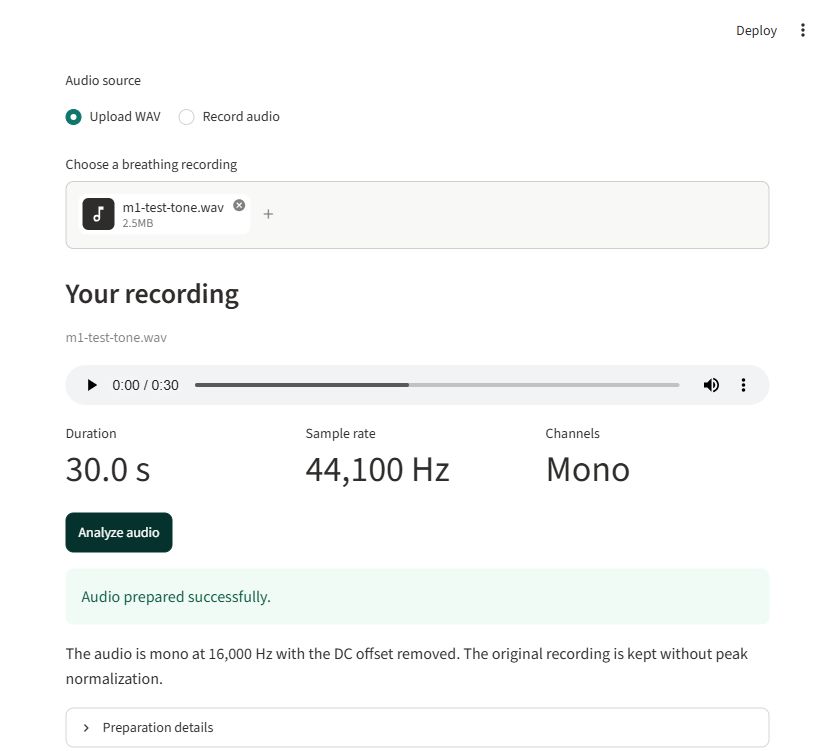 Deploy
Audio source
Upload WAV
Record audio
Choose a breathing recording
m1-test-tone.wav
2.5MB
Your recording
m1-test-tone.wav
0:00 / 0:30
Duration
Sample rate
Channels
30.0 s
44,100 Hz
Mono
Analyze audio
Audio prepared successfully.
The audio is mono at 16,000 Hz with the DC offset removed. The original recording is kept without peak
normalization.
Preparation details